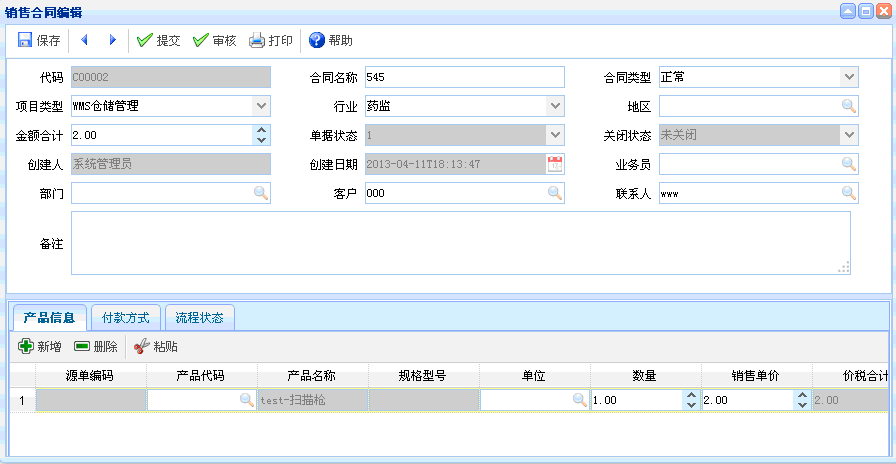 销售合同编辑
保存 提交 审核 打印 帮助
代码 C00002 合同名称 545 合同类型 正常
项目类型 WMS仓储管理 行业 药监 地区
金额合计 2.00 单据状态 1 关闭状态 未关闭
创建人 系统管理员 创建日期 2013-04-11T18:13:47 业务员
部门 客户 000 联系人 www
备注
产品信息 付款方式 流程状态
新增 删除 粘贴
源单编码 产品代码 产品名称 规格型号 单位 数量 销售单价 价税合计
1 test-扫描枪 1.00 2.00 2.00